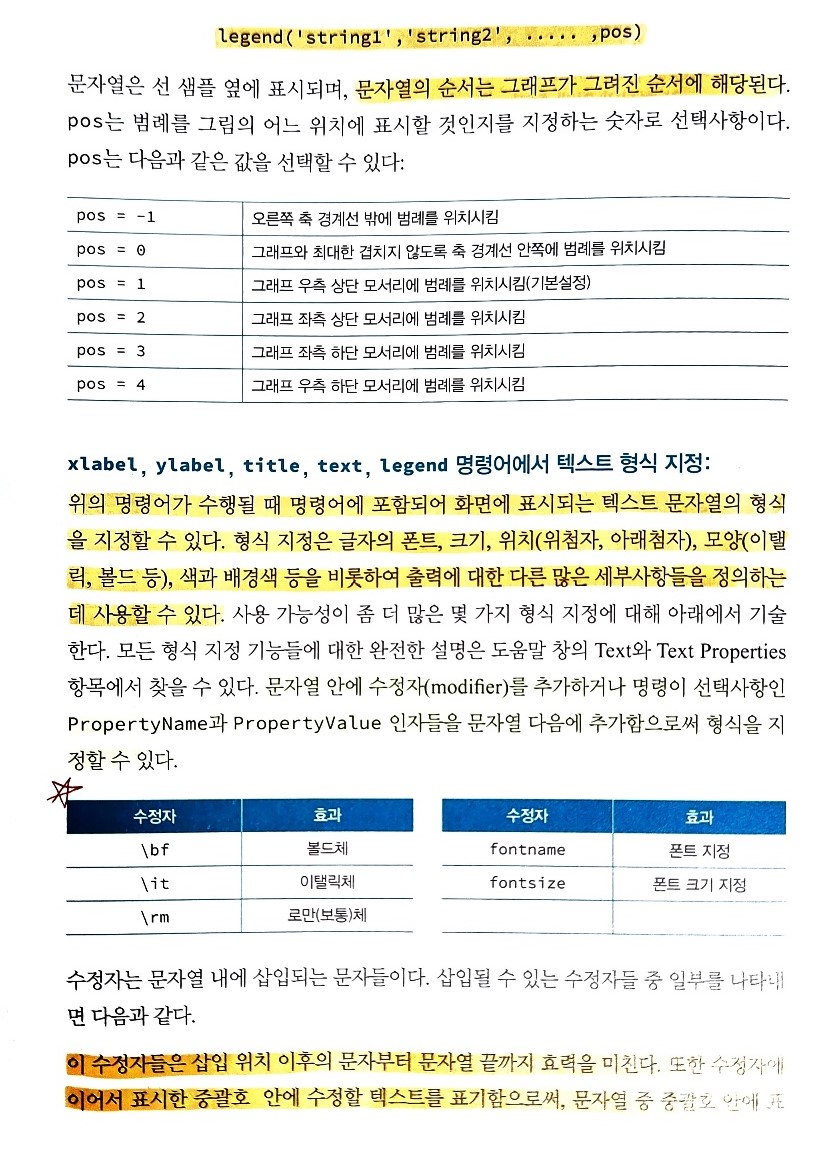 legend('string1','string2', ..... ,pos)
문자열은 선 샘플 옆에 표시되며, 문자열의 순서는 그래프가 그려진 순서에 해당된다.
pos는 범례를 그림의 어느 위치에 표시할 것인지를 지정하는 숫자로 선택사항이다.
pos는 다음과 같은 값을 선택할 수 있다:
pos = -1 오른쪽 축 경계선 밖에 범례를 위치시킴
pos = 0 그래프와 최대한 겹치지 않도록 축 경계선 안쪽에 범례를 위치시킴
pos = 1 그래프 우측 상단 모서리에 범례를 위치시킴(기본설정)
pos = 2 그래프 좌측 상단 모서리에 범례를 위치시킴
pos = 3 그래프 좌측 하단 모서리에 범례를 위치시킴
pos = 4 그래프 우측 하단 모서리에 범례를 위치시킴
xlabel, ylabel, title, text, legend 명령어에서 텍스트 형식 지정:
위의 명령어가 수행될 때 명령어에 포함되어 화면에 표시되는 텍스트 문자열의 형식
을 지정할 수 있다. 형식 지정은 글자의 폰트, 크기, 위치(위첨자, 아래첨자), 모양(이탤
릭, 볼드 등), 색과 배경색 등을 비롯하여 출력에 대한 다른 많은 세부사항들을 정의하는
데 사용할 수 있다. 사용 가능성이 좀 더 많은 몇 가지 형식 지정에 대해 아래에서 기술
한다. 모든 형식 지정 기능들에 대한 완전한 설명은 도움말 창의 Text와 Text Properties
항목에서 찾을 수 있다. 문자열 안에 수정자(modifier)를 추가하거나 명령이 선택사항인
PropertyName과 PropertyValue 인자들을 문자열 다음에 추가함으로써 형식을 지
정할 수 있다.
수정자 효과 수정자 효과
\bf 볼드체 fontname 폰트 지정
\it 이탤릭체 fontsize 폰트 크기 지정
\rm 로만(보통)체
수정자는 문자열 내에 삽입되는 문자들이다. 삽입될 수 있는 수정자들 중 일부를 나타내
면 다음과 같다.
이 수정자들은 삽입 위치 이후의 문자부터 문자열 끝까지 효력을 미친다. 또한 수정자에
이어서 표시한 중괄호 안에 수정할 텍스트를 표기함으로써, 문자열 중 중괄호 안에 표